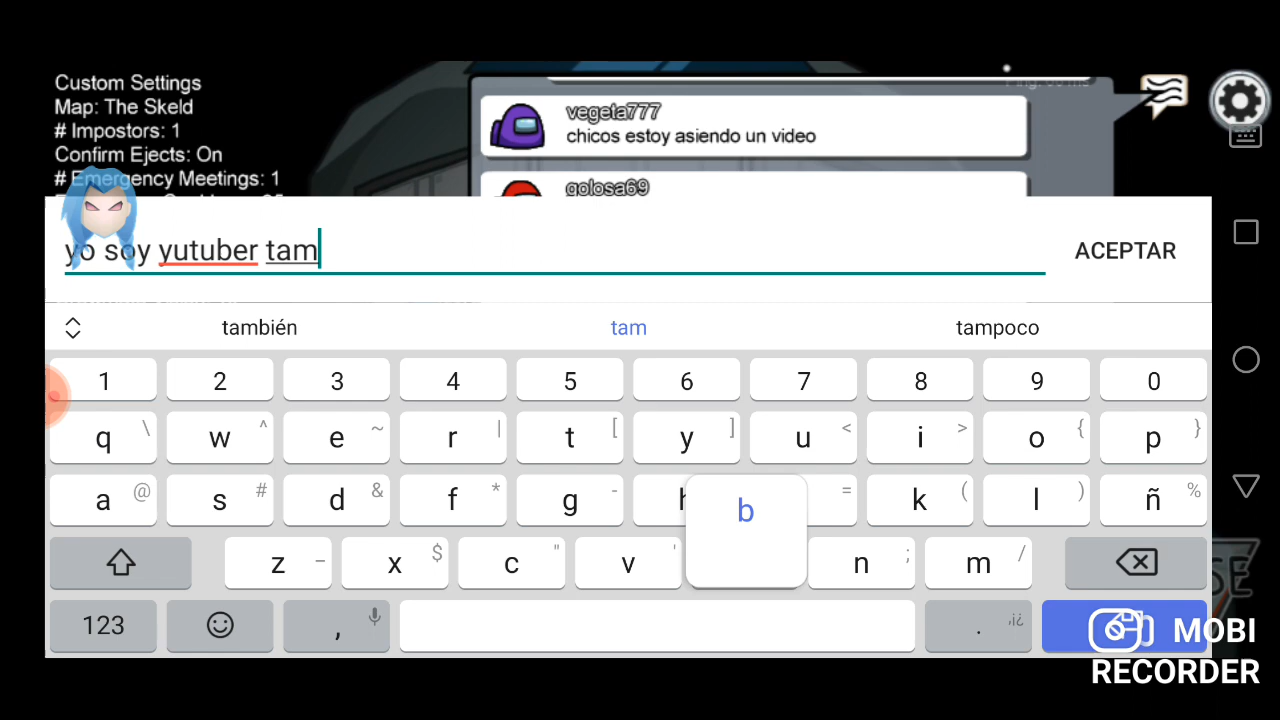 Custom Settings
Map: The Skeld
# Impostors: 1
Confirm Ejects: On
# Emergency Meetings: 1
vegeta777
chicos estoy asiendo un video
golosa69
yo soy yutuber tam
ACEPTAR
también tam tampoco
1 2 3 4 5 6 7 8 9 0
q \ w ^ e ~ r | t [ y ] u < i > o { p }
a @ s # d & f * g - h = k ( l ) ñ %
b
z _ x $ c " v ' n ; m /
123 , . ,i¿
MOBI
RECORDER